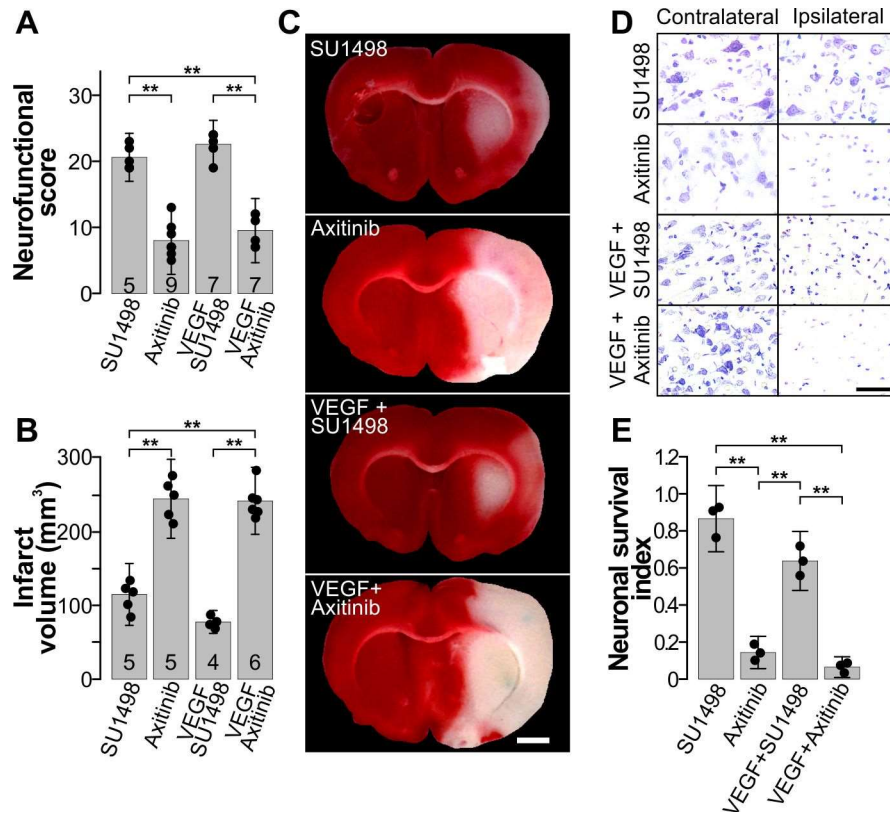 A
**
** **
30
20
10
0
Neurofunctional
score
5 9 7 7
SU1498
Axitinib
VEGF
SU1498
VEGF
Axitinib
B
**
** **
300
200
100
0
Infarct
volume (mm³)
5 5 4 6
SU1498
Axitinib
VEGF
SU1498
VEGF
Axitinib
C
SU1498
Axitinib
VEGF +
SU1498
VEGF+
Axitinib
D
Contralateral Ipsilateral
SU1498
Axitinib
VEGF +
SU1498
VEGF +
Axitinib
E
**
** ** **
1.2
1.0
0.8
0.6
0.4
0.2
0
Neuronal survival
index
SU1498
Axitinib
VEGF+SU1498
VEGF+Axitinib